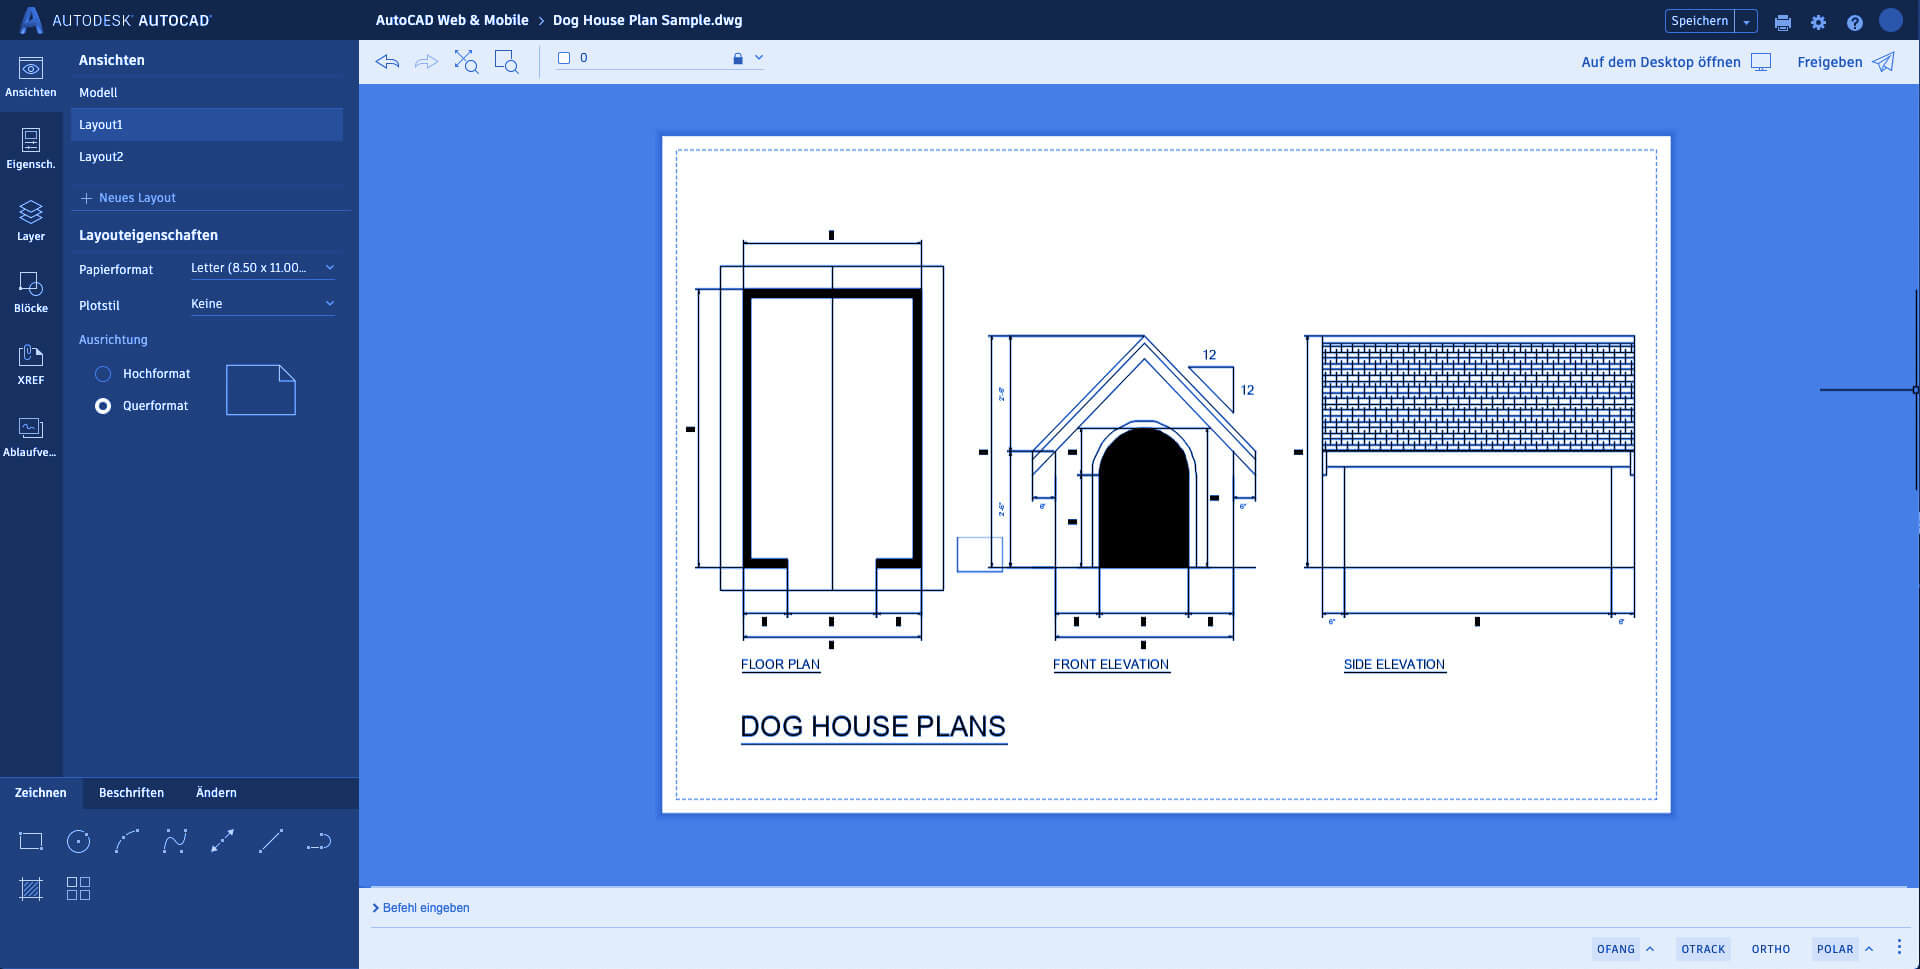 AUTODESK AUTOCAD
AutoCAD Web & Mobile > Dog House Plan Sample.dwg
Speichern
Ansichten
Eigensch.
Layer
Blöcke
XREF
Ablaufve...
Ansichten
Modell
Layout1
Layout2
+ Neues Layout
Layouteigenschaften
Papierformat Letter (8.50 x 11.00...
Plotstil Keine
Ausrichtung
Hochformat
Querformat
0
Auf dem Desktop öffnen
Freigeben
12
12
6"
6"
6"
6"
2'-6"
FLOOR PLAN
FRONT ELEVATION
SIDE ELEVATION
DOG HOUSE PLANS
Zeichnen Beschriften Ändern
> Befehl eingeben
OFANG OTRACK ORTHO POLAR